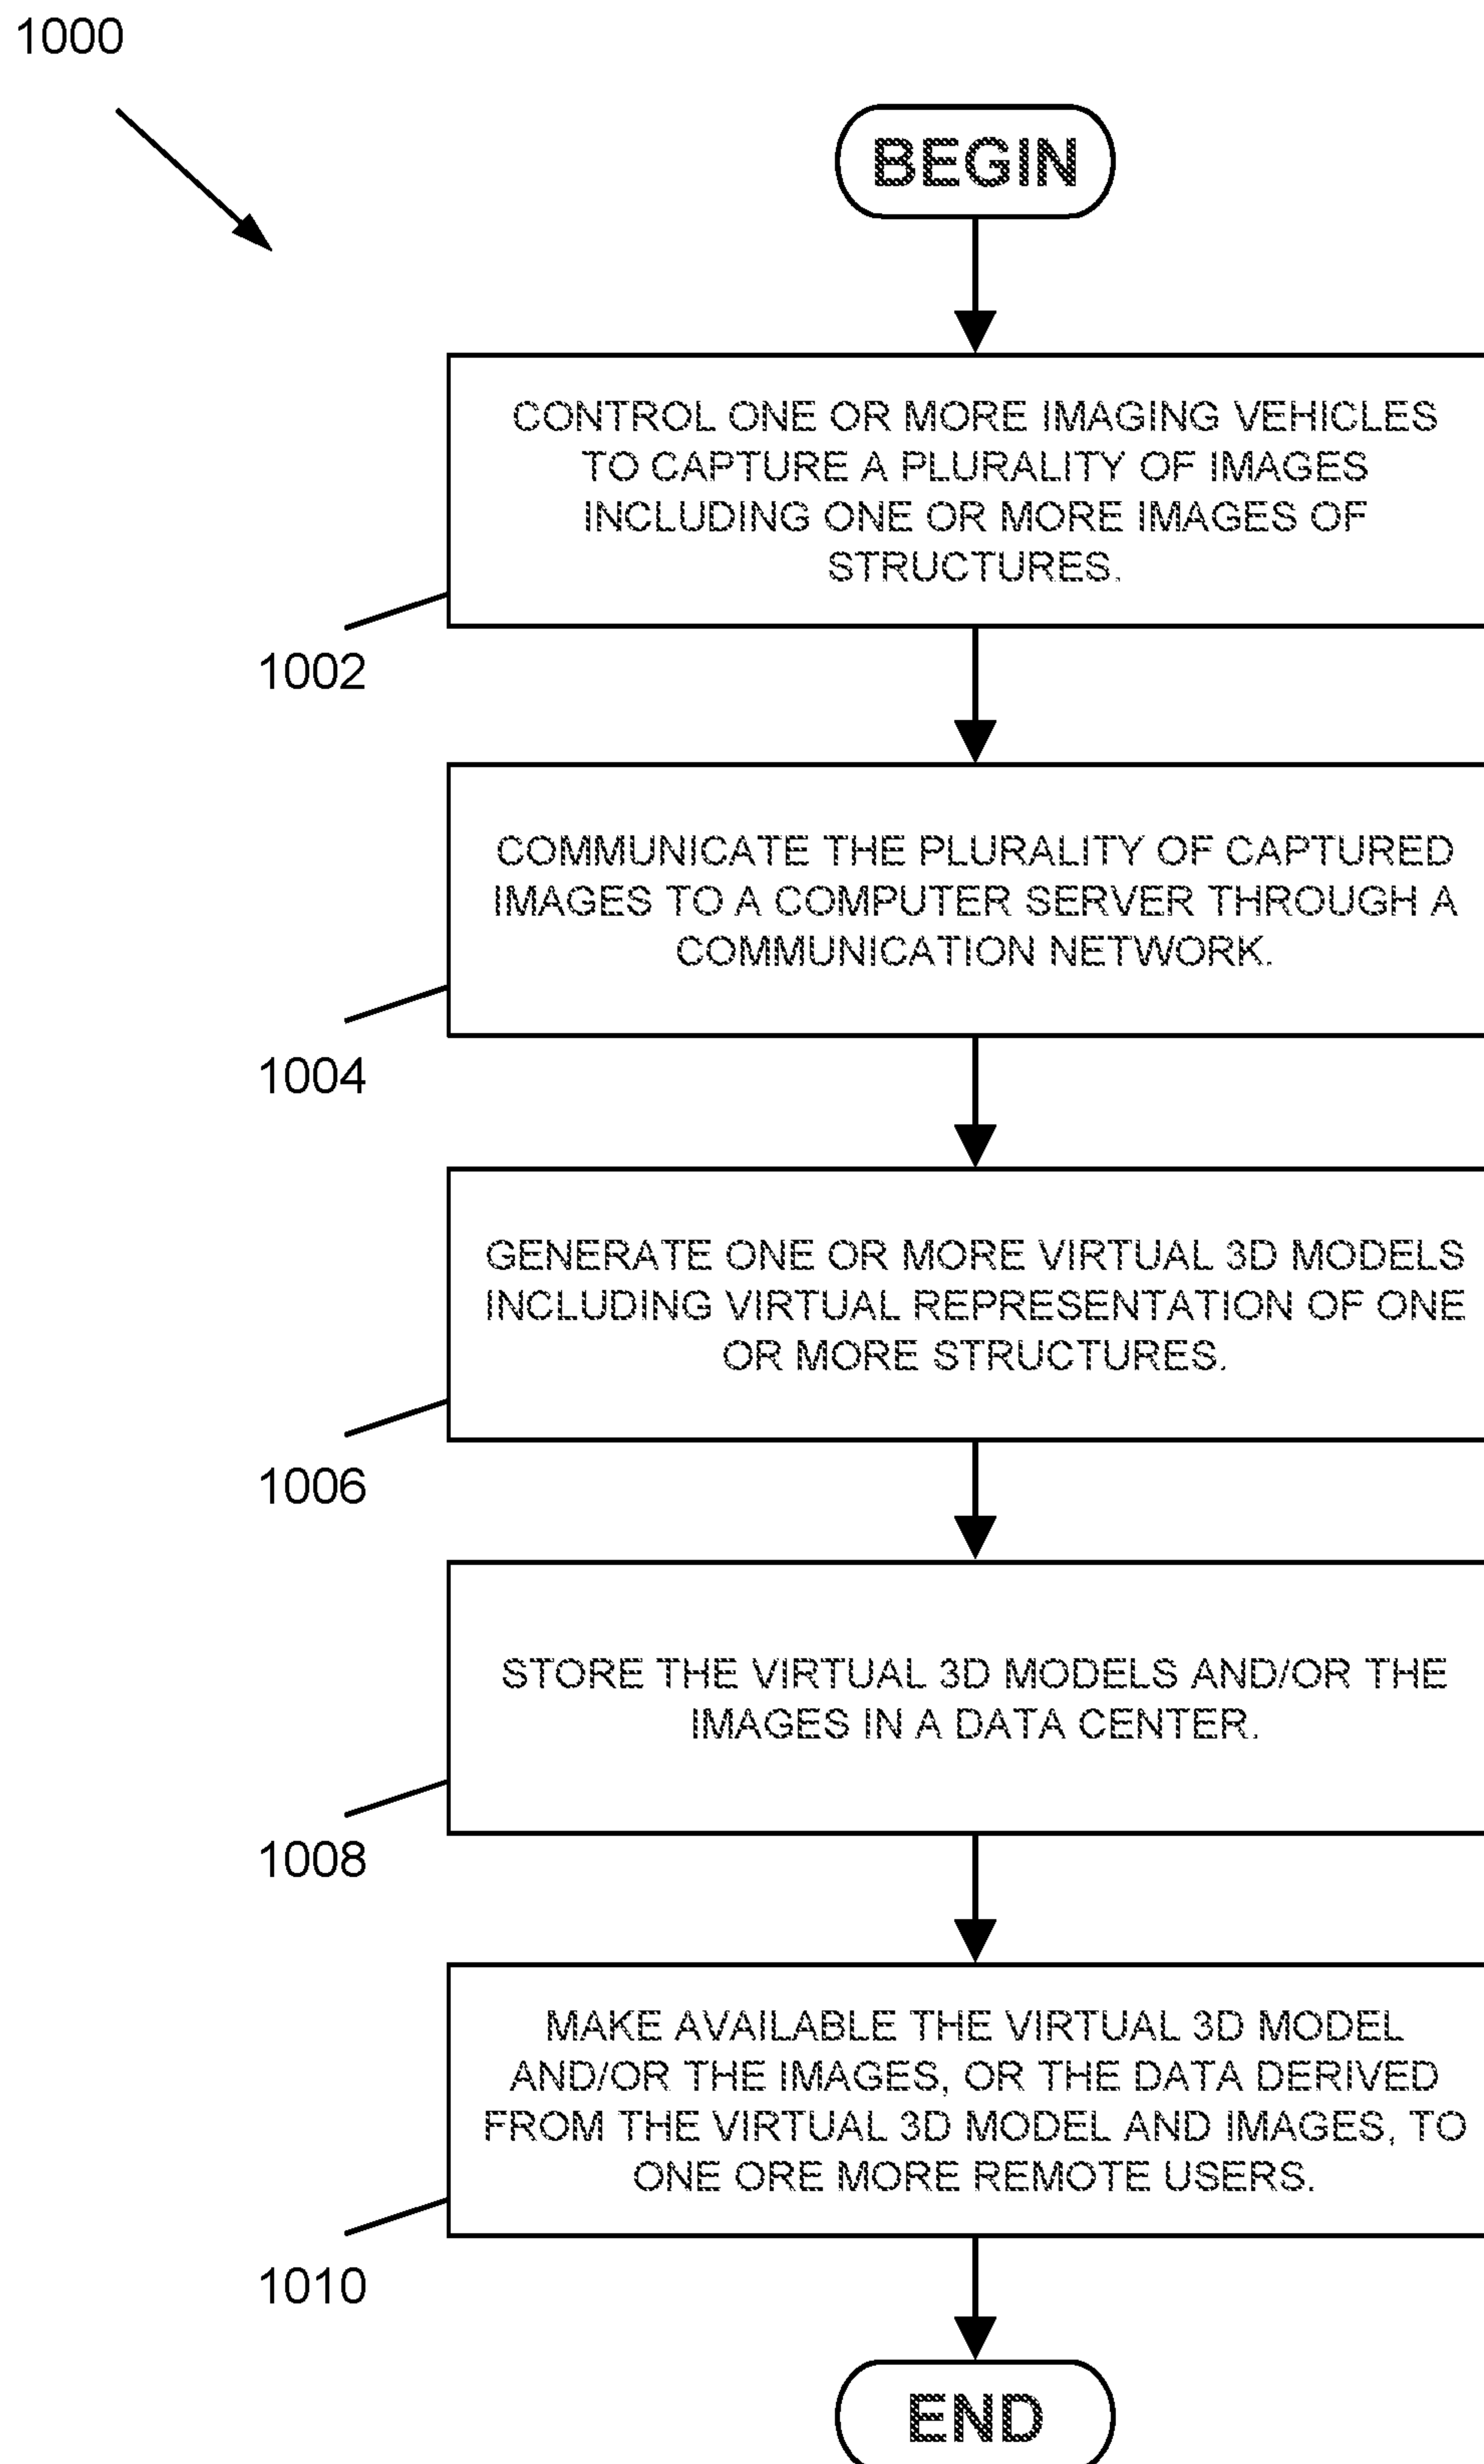 1000
BEGIN
CONTROL ONE OR MORE IMAGING VEHICLES
TO CAPTURE A PLURALITY OF IMAGES
INCLUDING ONE OR MORE IMAGES OF
STRUCTURES.
1002
COMMUNICATE THE PLURALITY OF CAPTURED
IMAGES TO A COMPUTER SERVER THROUGH A
COMMUNICATION NETWORK.
1004
GENERATE ONE OR MORE VIRTUAL 3D MODELS
INCLUDING VIRTUAL REPRESENTATION OF ONE
OR MORE STRUCTURES.
1006
STORE THE VIRTUAL 3D MODELS AND/OR THE
IMAGES IN A DATA CENTER.
1008
MAKE AVAILABLE THE VIRTUAL 3D MODEL
AND/OR THE IMAGES, OR THE DATA DERIVED
FROM THE VIRTUAL 3D MODEL AND IMAGES, TO
ONE ORE MORE REMOTE USERS.
1010
END